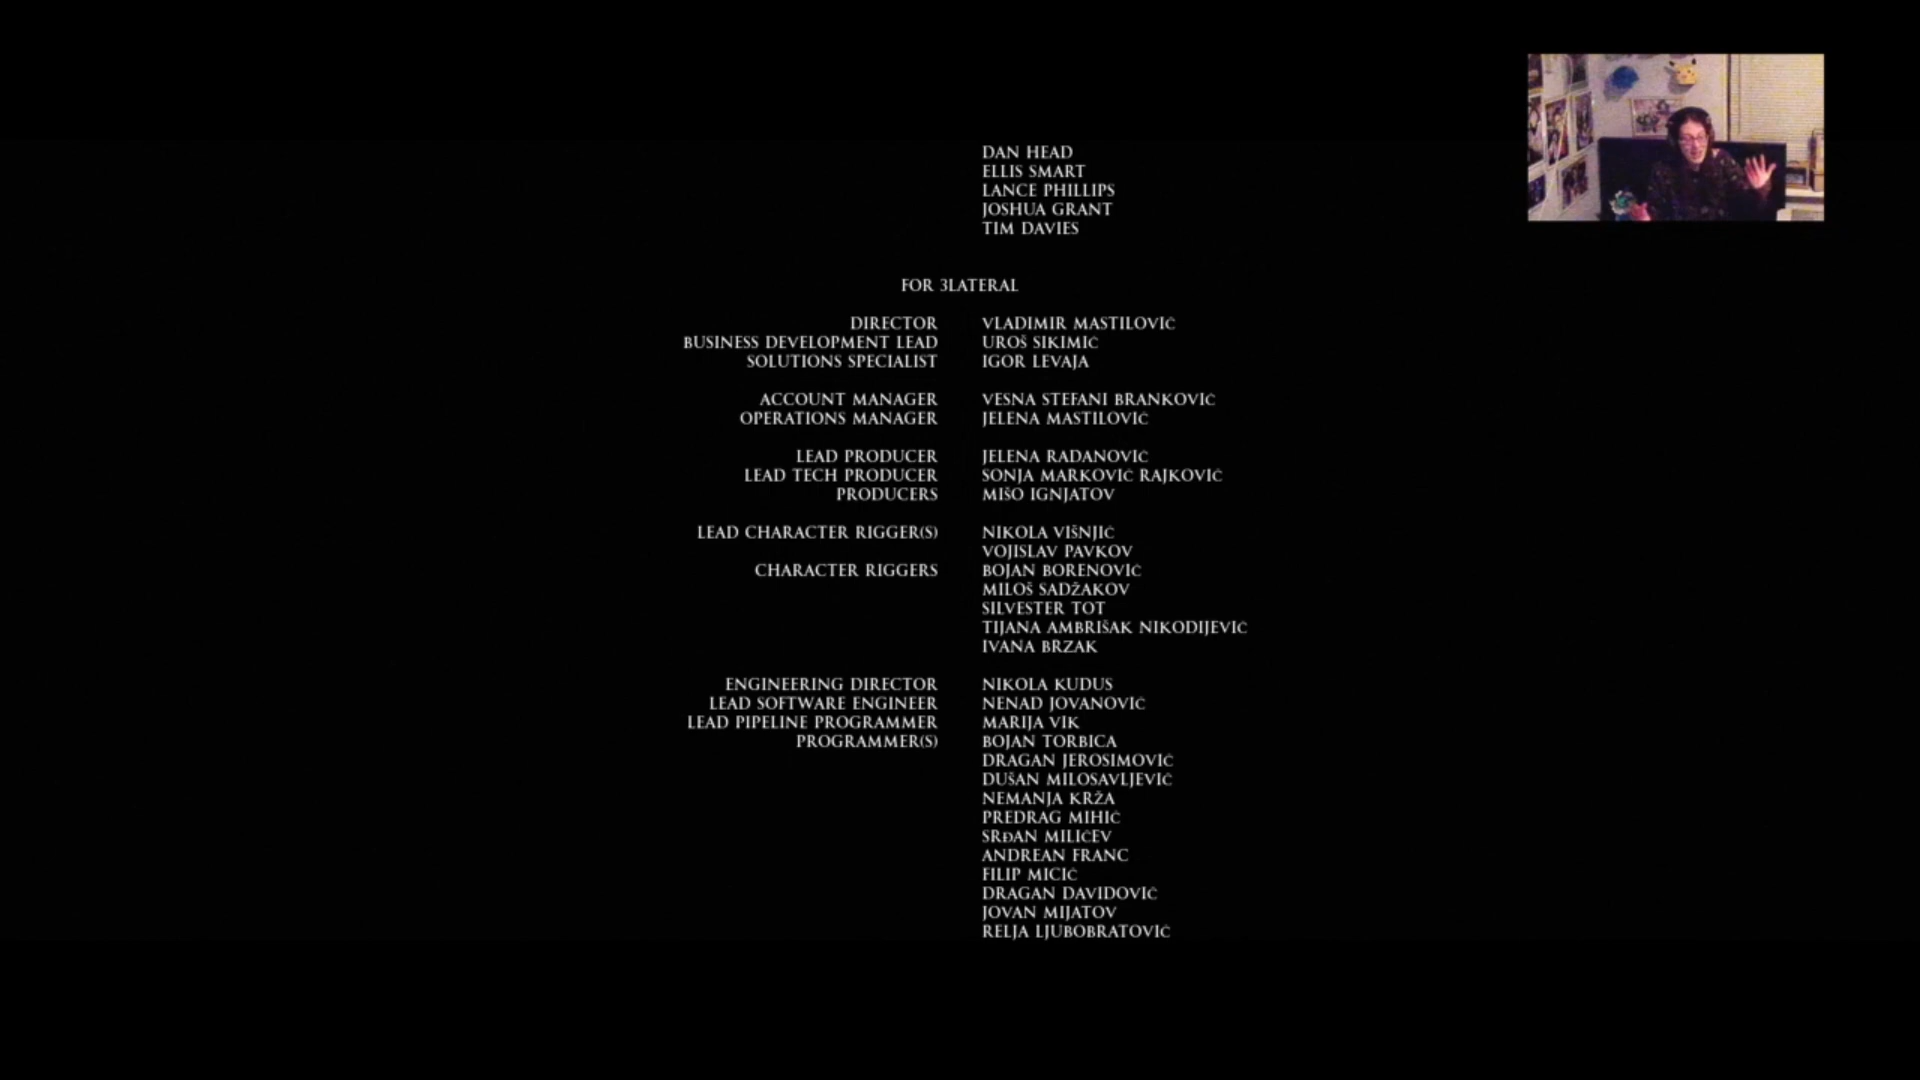 DAN HEAD
ELLIS SMART
LANCE PHILLIPS
JOSHUA GRANT
TIM DAVIES
FOR 3LATERAL
DIRECTOR VLADIMIR MASTILOVIĆ
BUSINESS DEVELOPMENT LEAD UROŠ SIKIMIĆ
SOLUTIONS SPECIALIST IGOR LEVAJA
ACCOUNT MANAGER VESNA STEFANI BRANKOVIĆ
OPERATIONS MANAGER JELENA MASTILOVIĆ
LEAD PRODUCER JELENA RADANOVIĆ
LEAD TECH PRODUCER SONJA MARKOVIĆ RAJKOVIĆ
PRODUCERS MIŠO IGNJATOV
LEAD CHARACTER RIGGER(S) NIKOLA VIŠNJIĆ
VOJISLAV PAVKOV
CHARACTER RIGGERS BOJAN BORENOVIĆ
MILOŠ SADŽAKOV
SILVESTER TOT
TIJANA AMBRIŠAK NIKODIJEVIĆ
IVANA BRZAK
ENGINEERING DIRECTOR NIKOLA KUDUS
LEAD SOFTWARE ENGINEER NENAD JOVANOVIĆ
LEAD PIPELINE PROGRAMMER MARIJA VIK
PROGRAMMER(S) BOJAN TORBICA
DRAGAN JEROSIMOVIĆ
DUŠAN MILOSAVLJEVIĆ
NEMANJA KRŽA
PREDRAG MIHIĆ
SRĐAN MILIĆEV
ANDREAN FRANC
FILIP MICIĆ
DRAGAN DAVIDOVIĆ
JOVAN MIJATOV
RELJA LJUBOBRATOVIĆ